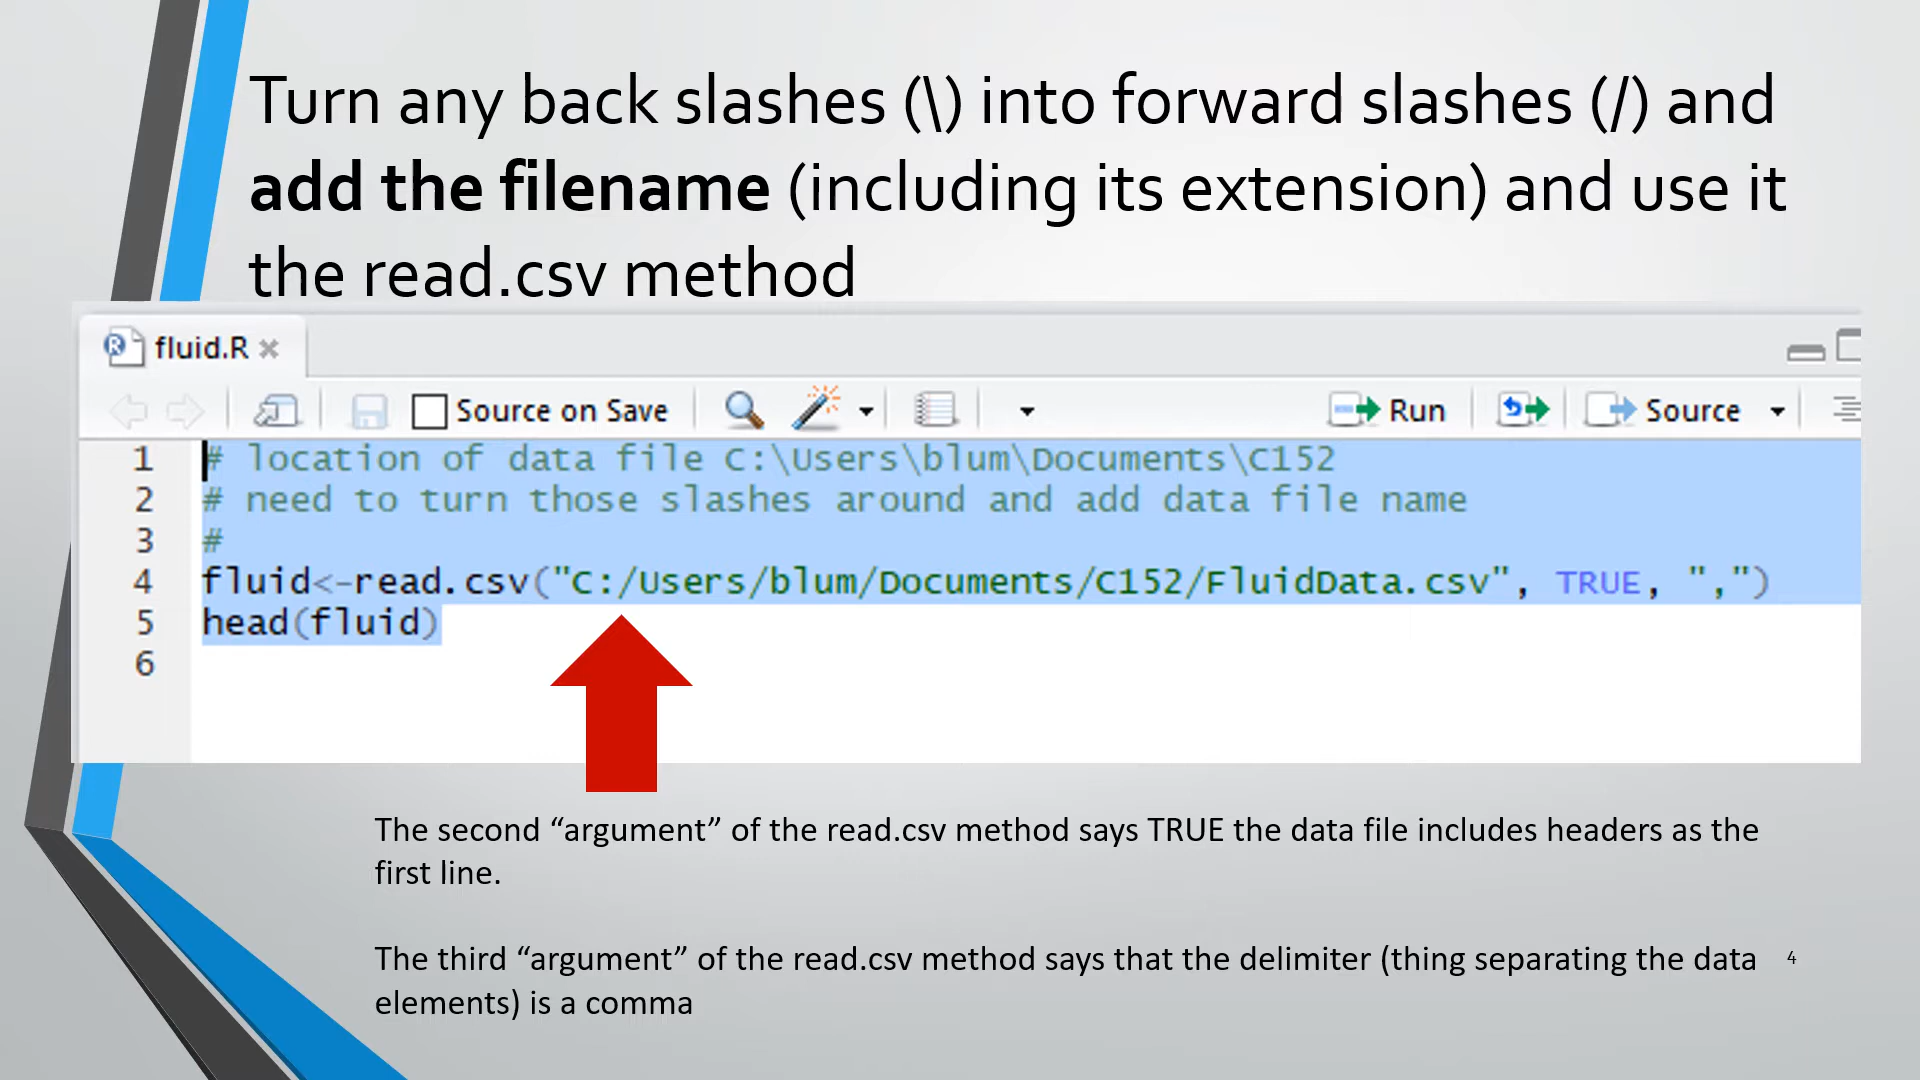 Turn any back slashes (\) into forward slashes (/) and
add the filename (including its extension) and use it
the read.csv method
fluid.R
Source on Save
Run
Source
1 # location of data file C:\Users\blum\Documents\C152
2 # need to turn those slashes around and add data file name
3 #
4 fluid<-read.csv("C:/Users/blum/Documents/C152/FluidData.csv", TRUE, ",")
5 head(fluid)
6
The second “argument” of the read.csv method says TRUE the data file includes headers as the
first line.
The third “argument” of the read.csv method says that the delimiter (thing separating the data
elements) is a comma
4